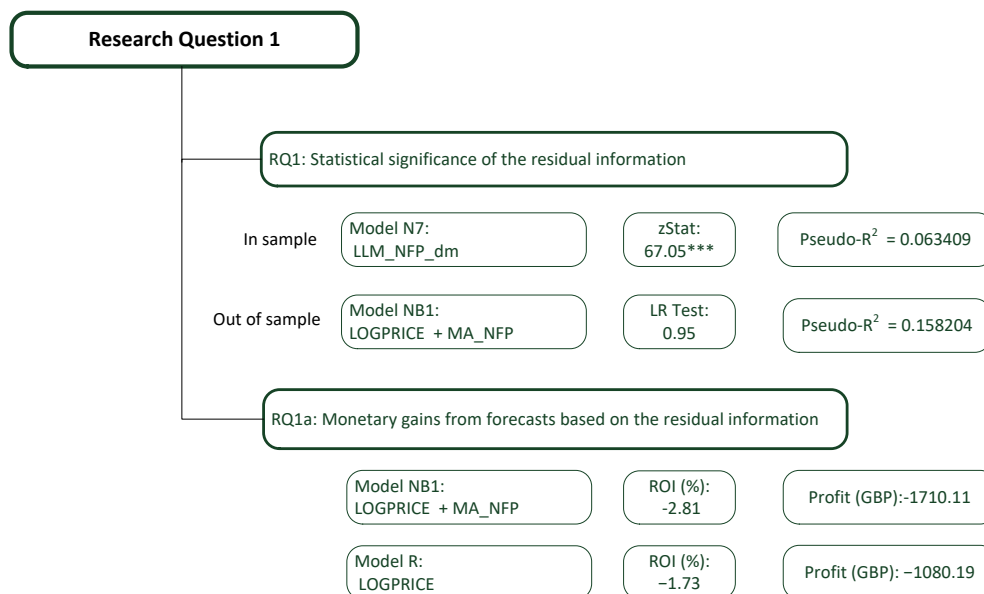 Research Question 1
RQ1: Statistical significance of the residual information
In sample
Model N7:
LLM_NFP_dm
zStat:
67.05***
Pseudo-R² = 0.063409
Out of sample
Model NB1:
LOGPRICE + MA_NFP
LR Test:
0.95
Pseudo-R² = 0.158204
RQ1a: Monetary gains from forecasts based on the residual information
Model NB1:
LOGPRICE + MA_NFP
ROI (%):
-2.81
Profit (GBP):-1710.11
Model R:
LOGPRICE
ROI (%):
−1.73
Profit (GBP): −1080.19